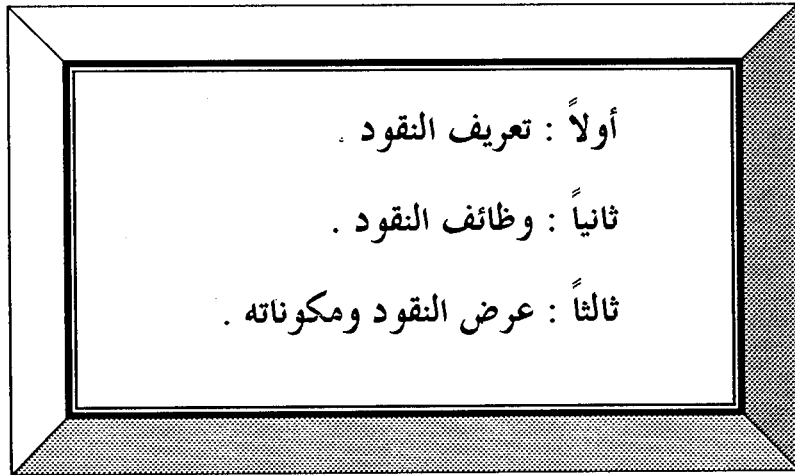 أولاً : تعريف النقود .
ثانياً : وظائف النقود .
ثالثاً : عرض النقود ومكوناته .